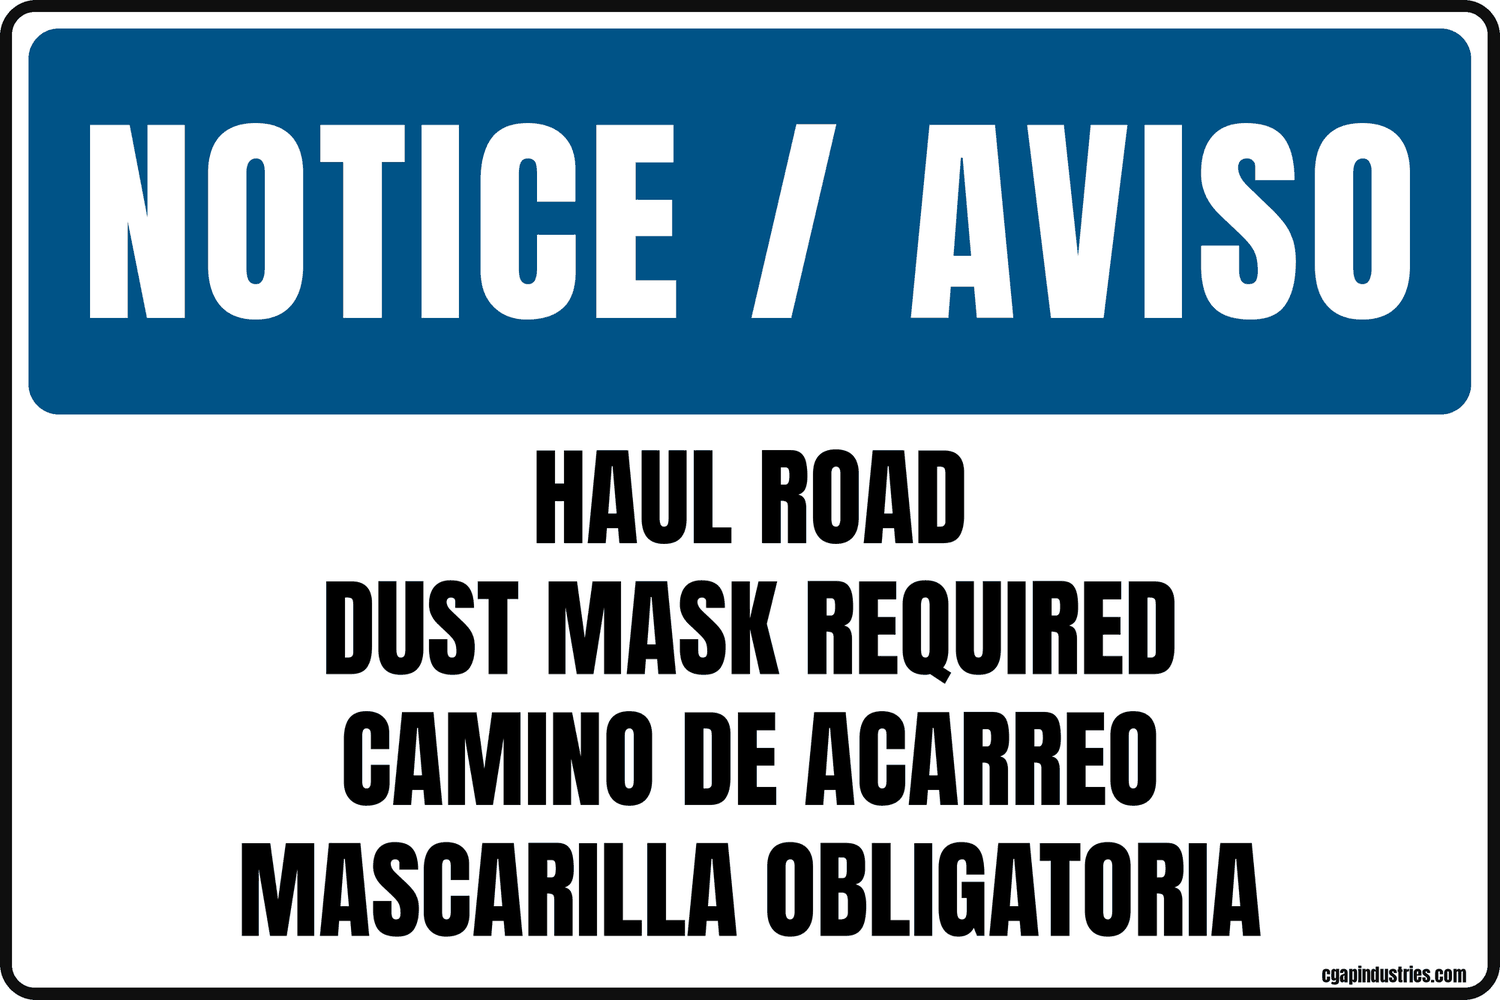 NOTICE / AVISO
HAUL ROAD
DUST MASK REQUIRED
CAMINO DE ACARREO
MASCARILLA OBLIGATORIA
cgapindustries.com